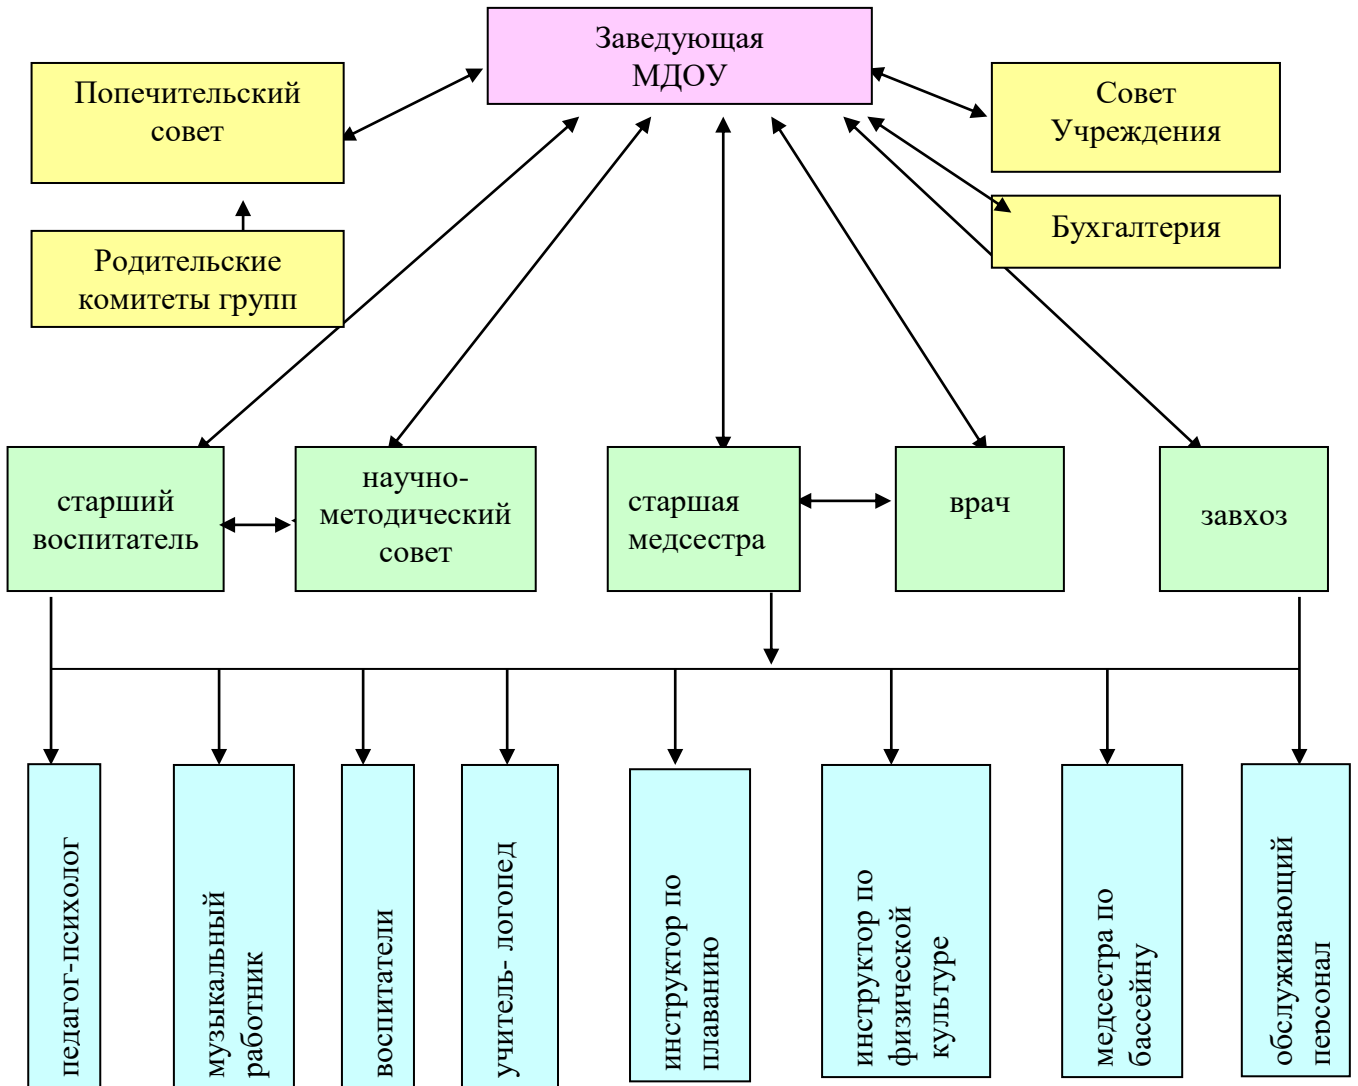 Заведующая
МДОУ
Попечительский
совет
Совет
Учреждения
Родительские
комитеты групп
Бухгалтерия
старший
воспитатель
научно-
методический
совет
старшая
медсестра
врач
завхоз
педагог-психолог
музыкальный
работник
воспитатели
учитель- логопед
инструктор по
плаванию
инструктор по
физической
культуре
медсестра по
бассейну
обслуживающий
персонал